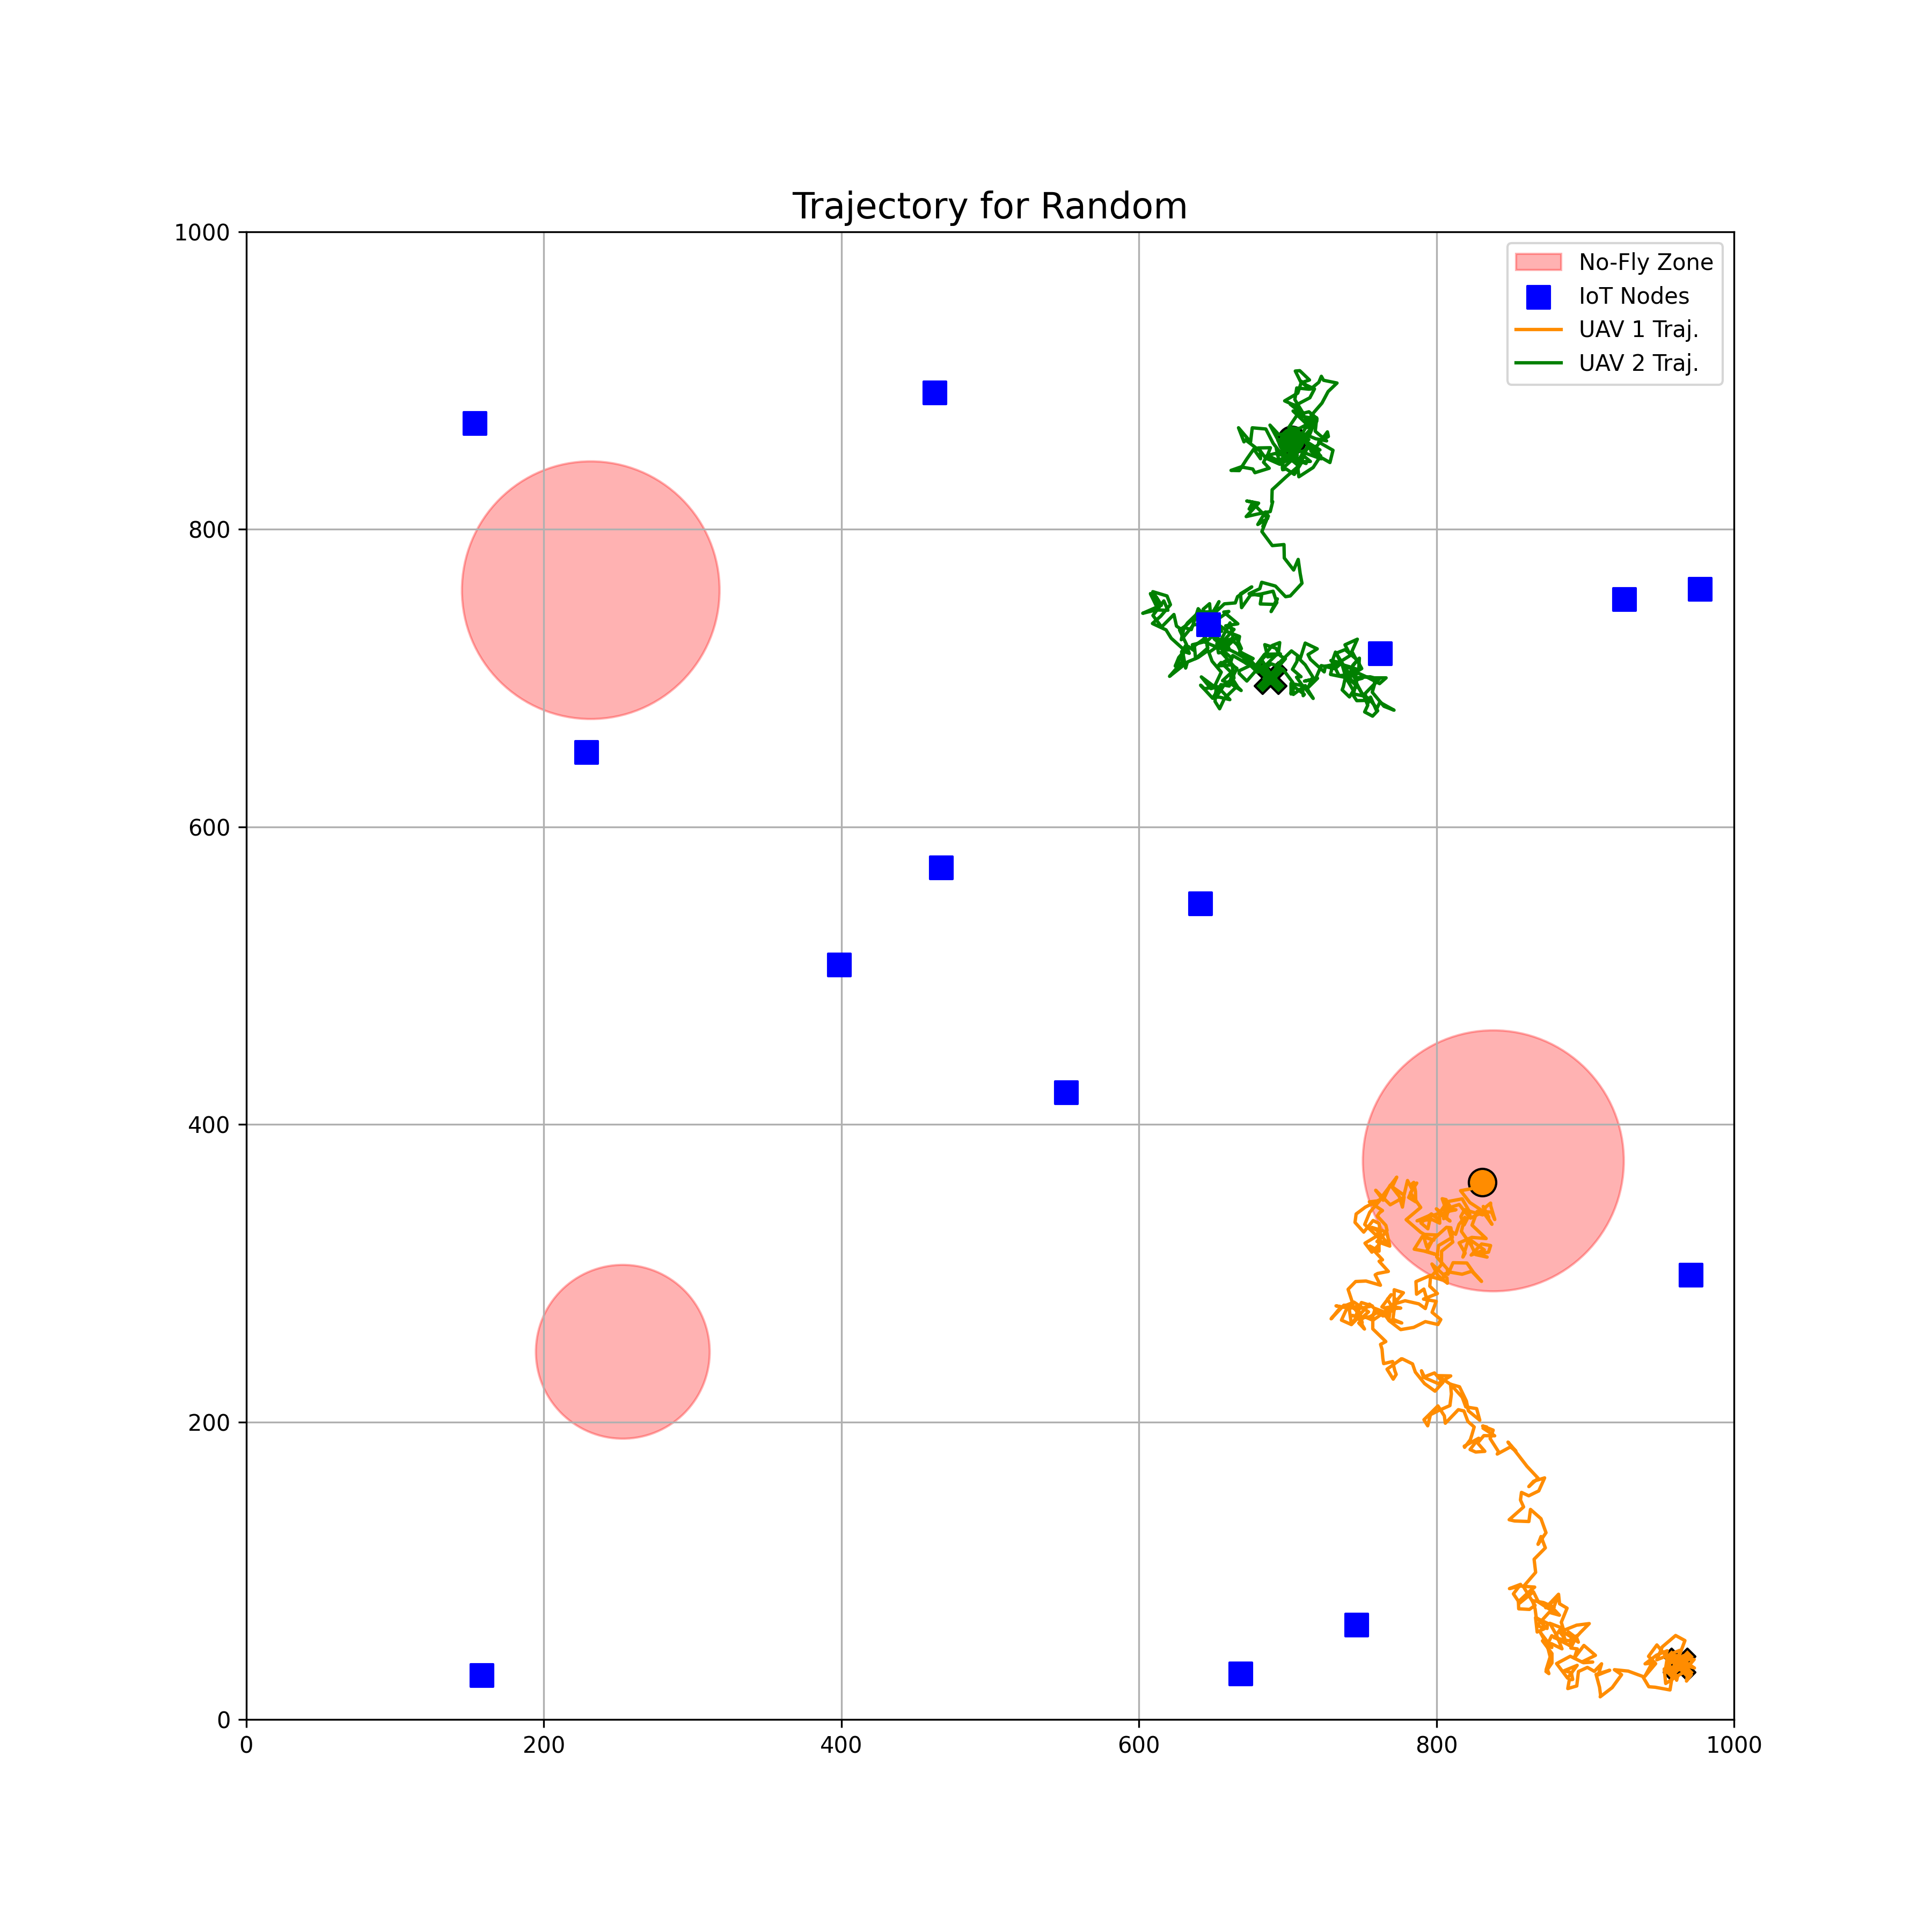 Trajectory for Random
1000
800
600
400
200
0
0 200 400 600 800 1000
No-Fly Zone
IoT Nodes
UAV 1 Traj.
UAV 2 Traj.